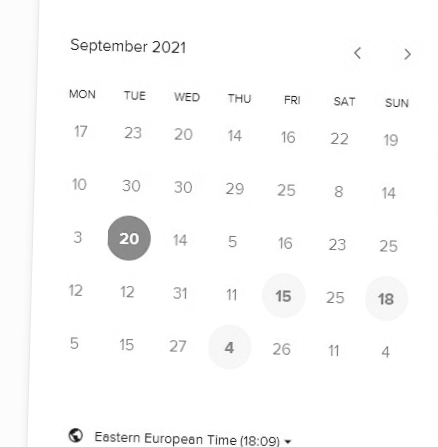 September 2021 < >
MON TUE WED THU FRI SAT SUN
17 23 20 14 16 22 19
10 30 30 29 25 8 14
3 20 14 5 16 23 25
12 12 31 11 15 25 18
5 15 27 4 26 11 4
Eastern European Time (18:09)